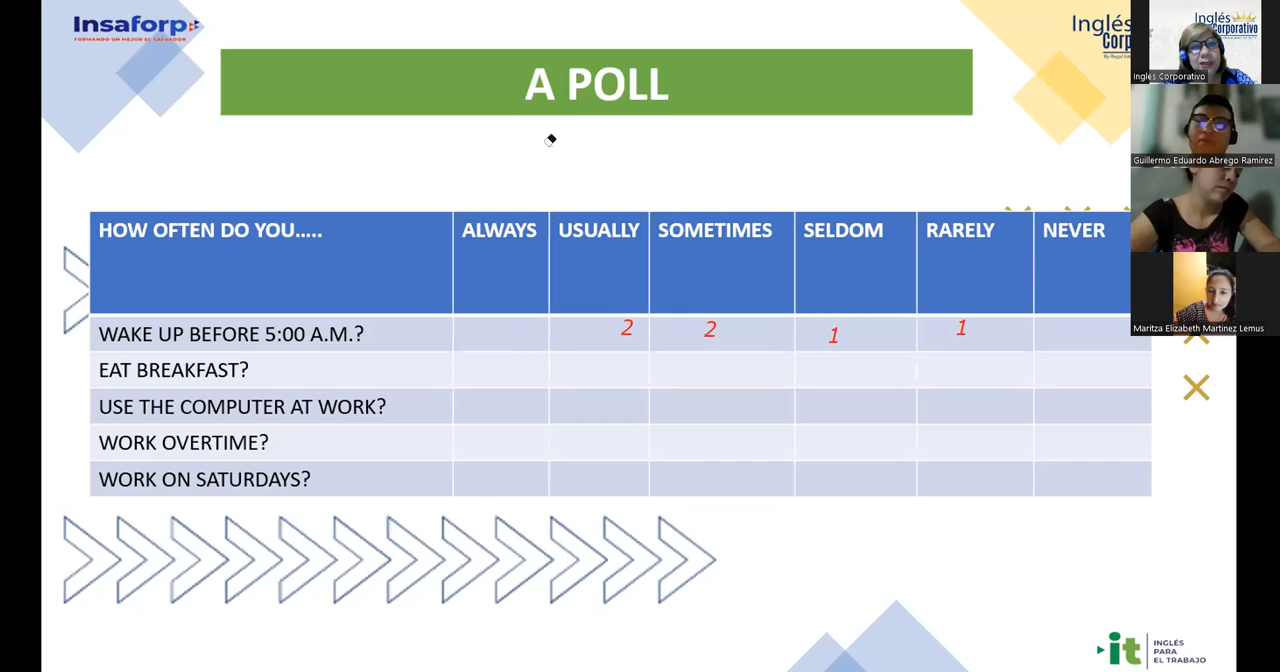 Insaforp
FORMANDO UN MEJOR EL SALVADOR
Inglés
Corp
Inglés
Corporativo
Ingles Corporativo
A POLL
Guillermo Eduardo Abrego Ramirez
HOW OFTEN DO YOU..... ALWAYS USUALLY SOMETIMES SELDOM RARELY NEVER
Maritza Elizabeth Martinez Lemus
WAKE UP BEFORE 5:00 A.M.? 2 2 1 1
EAT BREAKFAST?
USE THE COMPUTER AT WORK?
WORK OVERTIME?
WORK ON SATURDAYS?
it
INGLÉS
PARA
EL TRABAJO